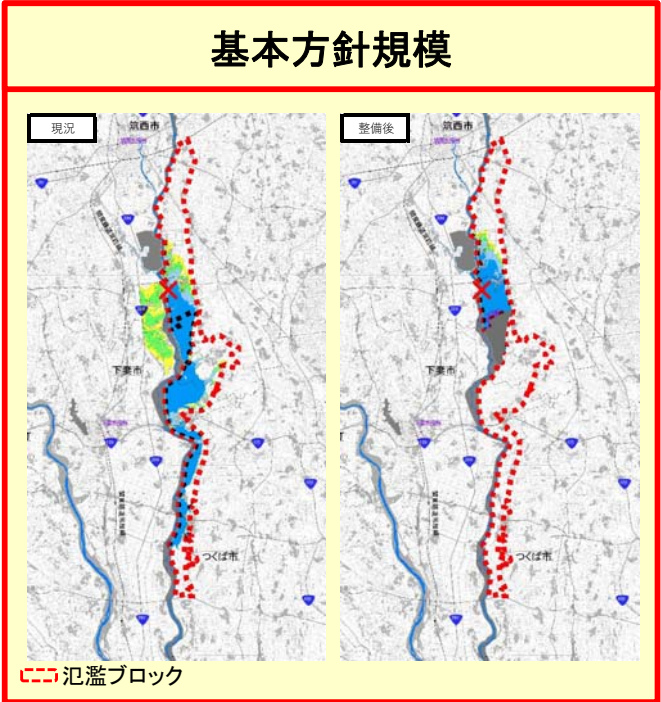 基本方針規模
現況
筑西市
下妻市
つくば市
整備後
筑西市
下妻市
つくば市
氾濫ブロック